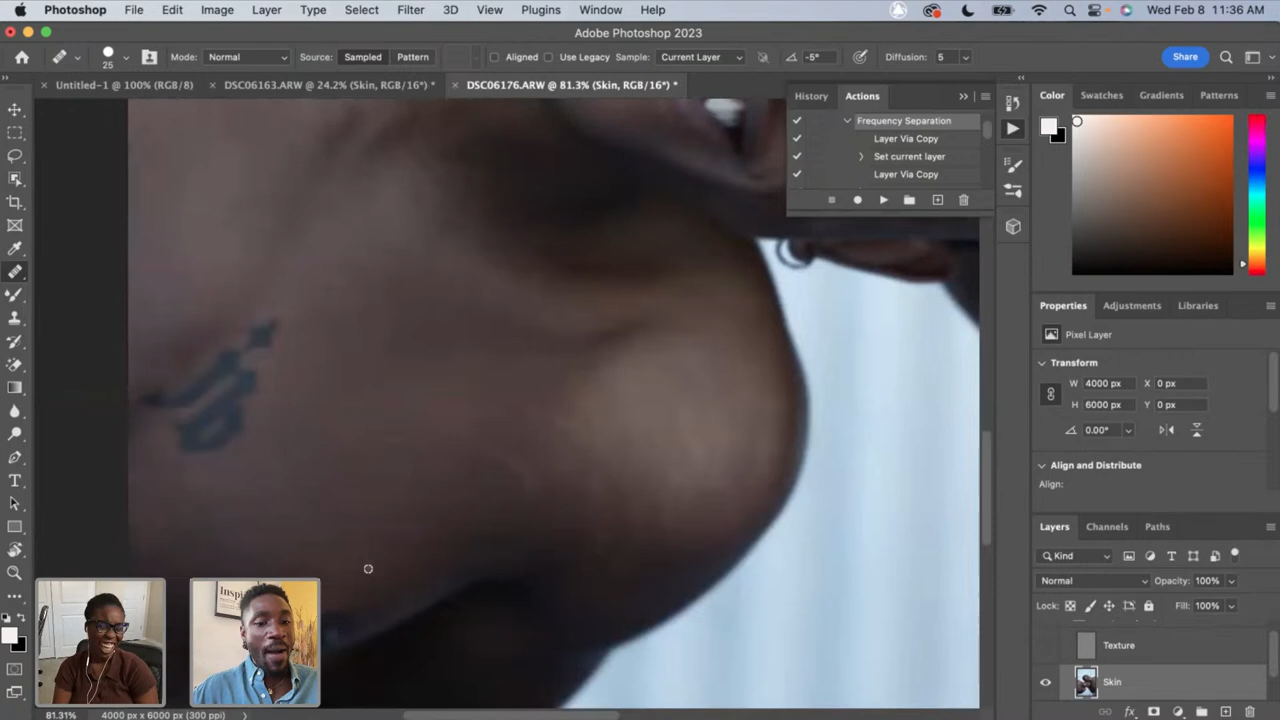 Photoshop File Edit Image Layer Type Select Filter 3D View Plugins Window Help Wed Feb 8 11:36 AM
Adobe Photoshop 2023
25 Mode: Normal Source: Sampled Pattern Aligned Use Legacy Sample: Current Layer -5° Diffusion: 5 Share
Untitled-1 @ 100% (RGB/8) DSC06163.ARW @ 24.2% (Skin, RGB/16*) * DSC06176.ARW @ 81.3% (Skin, RGB/16*) *
History Actions
Frequency Separation
Layer Via Copy
Set current layer
Layer Via Copy
Color Swatches Gradients Patterns
Properties Adjustments Libraries
Pixel Layer
Transform
W 4000 px X 0 px
H 6000 px Y 0 px
0.00°
Align and Distribute
Align:
Layers Channels Paths
Kind
Normal Opacity: 100%
Lock: Fill: 100%
Texture
Skin
81.31% 4000 px x 6000 px (300 ppi)